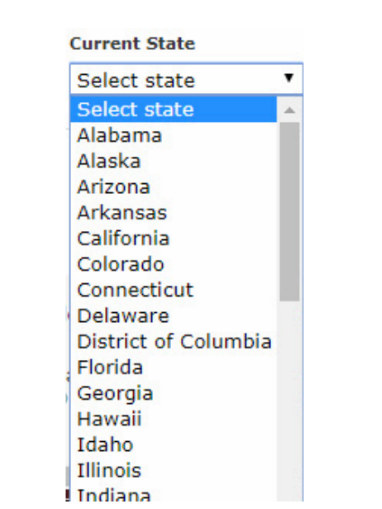 Current State
Select state
Select state
Alabama
Alaska
Arizona
Arkansas
California
Colorado
Connecticut
Delaware
District of Columbia
Florida
Georgia
Hawaii
Idaho
Illinois
Indiana